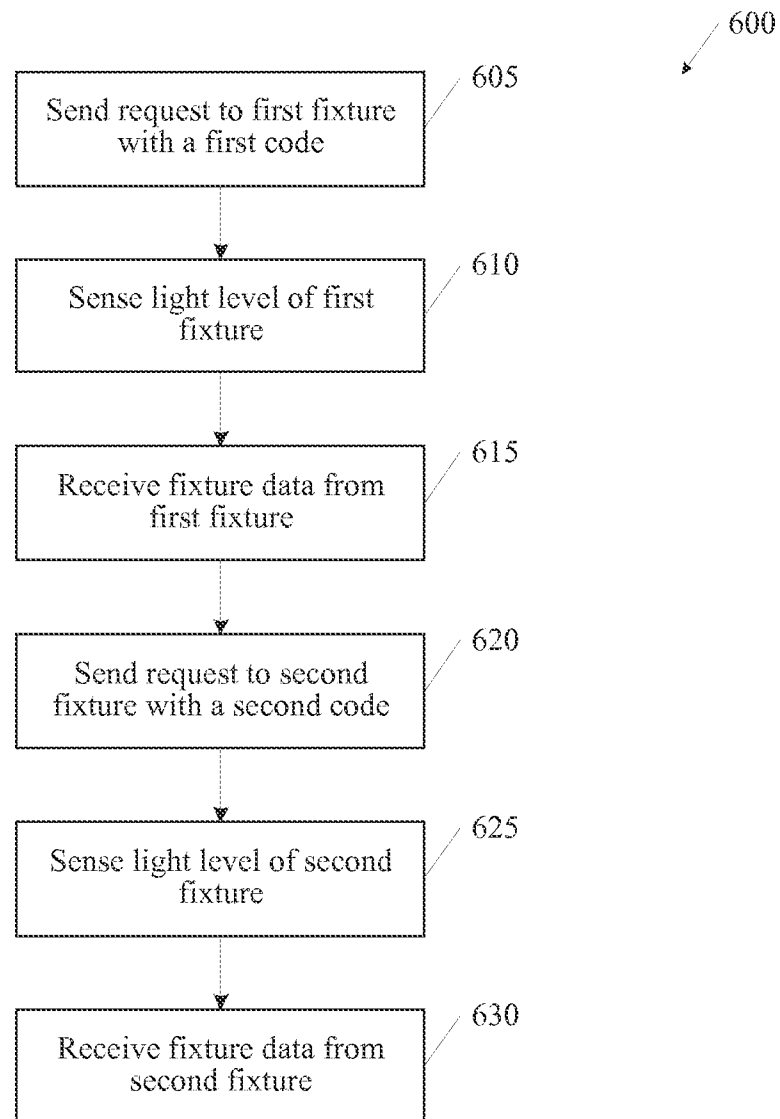 600
605
Send request to first fixture
with a first code
610
Sense light level of first
fixture
615
Receive fixture data from
first fixture
620
Send request to second
fixture with a second code
625
Sense light level of second
fixture
630
Receive fixture data from
second fixture